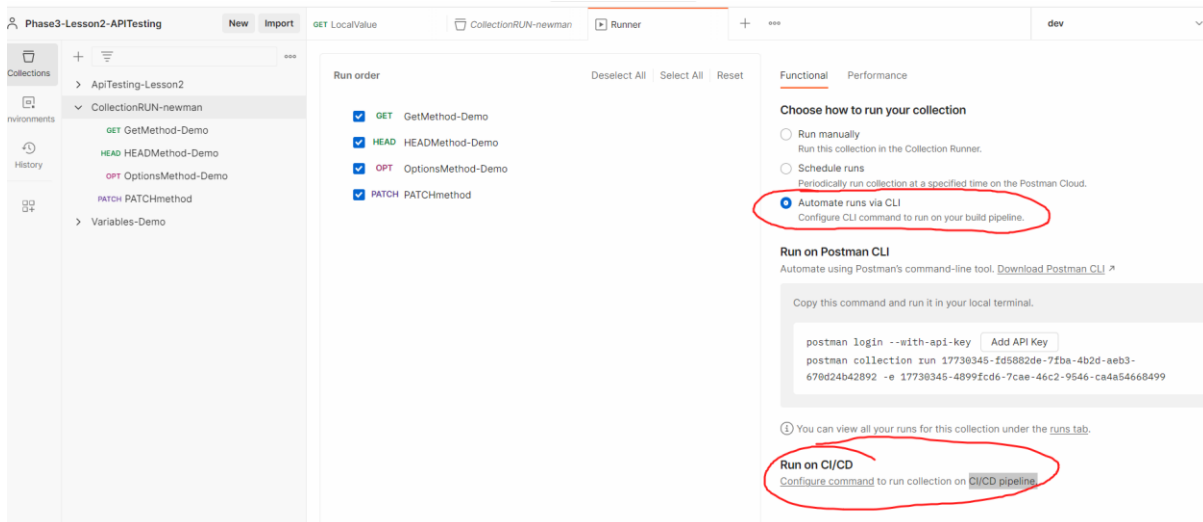 Phase3-Lesson2-APITesting
New
Import
GET LocalValue
CollectionRUN-newman
Runner
dev
Collections
nvironments
History
ApiTesting-Lesson2
CollectionRUN-newman
GET GetMethod-Demo
HEAD HEADMethod-Demo
OPT OptionsMethod-Demo
PATCH PATCHmethod
Variables-Demo
Run order
Deselect All
Select All
Reset
GET GetMethod-Demo
HEAD HEADMethod-Demo
OPT OptionsMethod-Demo
PATCH PATCHmethod
Functional
Performance
Choose how to run your collection
Run manually
Run this collection in the Collection Runner.
Schedule runs
Periodically run collection at a specified time on the Postman Cloud.
Automate runs via CLI
Configure CLI command to run on your build pipeline.
Run on Postman CLI
Automate using Postman's command-line tool. Download Postman CLI ↗
Copy this command and run it in your local terminal.
postman login --with-api-key Add API Key
postman collection run 17730345-fd5882de-7fba-4b2d-aeb3-
670d24b42892 -e 17730345-4899fcd6-7cae-46c2-9546-ca4a54668499
You can view all your runs for this collection under the runs tab.
Run on CI/CD
Configure command to run collection on CI/CD pipeline.